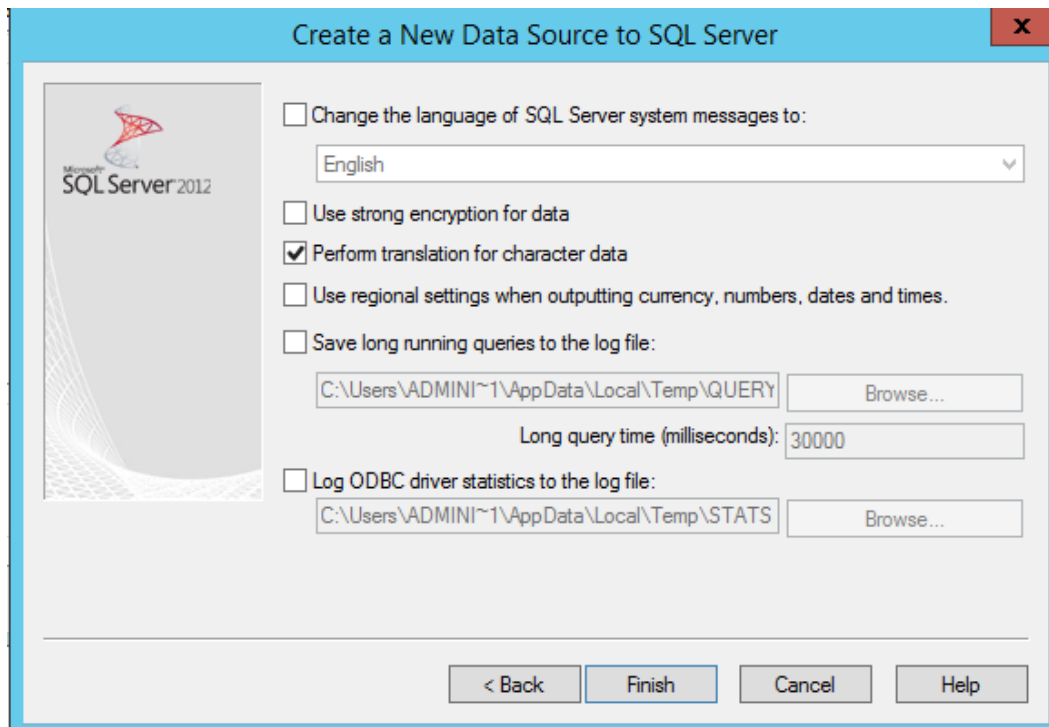 Create a New Data Source to SQL Server
x
Microsoft®
SQL Server 2012
Change the language of SQL Server system messages to:
English
Use strong encryption for data
Perform translation for character data
Use regional settings when outputting currency, numbers, dates and times.
Save long running queries to the log file:
C:\Users\ADMINI~1\AppData\Local\Temp\QUERY Browse...
Long query time (milliseconds): 30000
Log ODBC driver statistics to the log file:
C:\Users\ADMINI~1\AppData\Local\Temp\STATS Browse...
< Back Finish Cancel Help